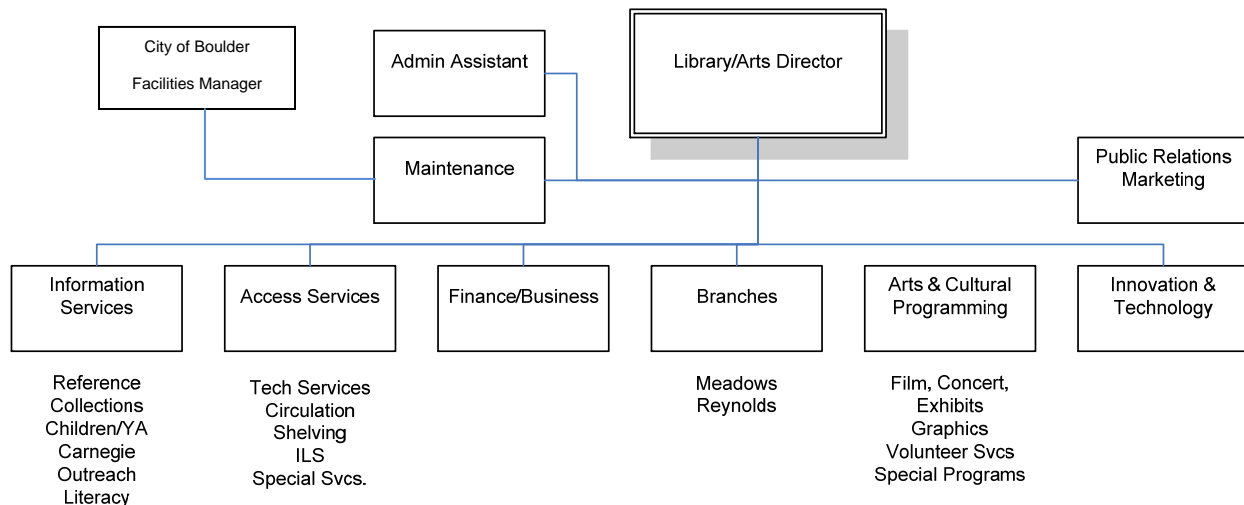 City of Boulder
Facilities Manager
Admin Assistant
Library/Arts Director
Maintenance
Public Relations
Marketing
Information
Services
Access Services
Finance/Business
Branches
Arts & Cultural
Programming
Innovation &
Technology
Reference
Collections
Children/YA
Carnegie
Outreach
Literacy
Tech Services
Circulation
Shelving
ILS
Special Svcs.
Meadows
Reynolds
Film, Concert,
Exhibits
Graphics
Volunteer Svcs
Special Programs